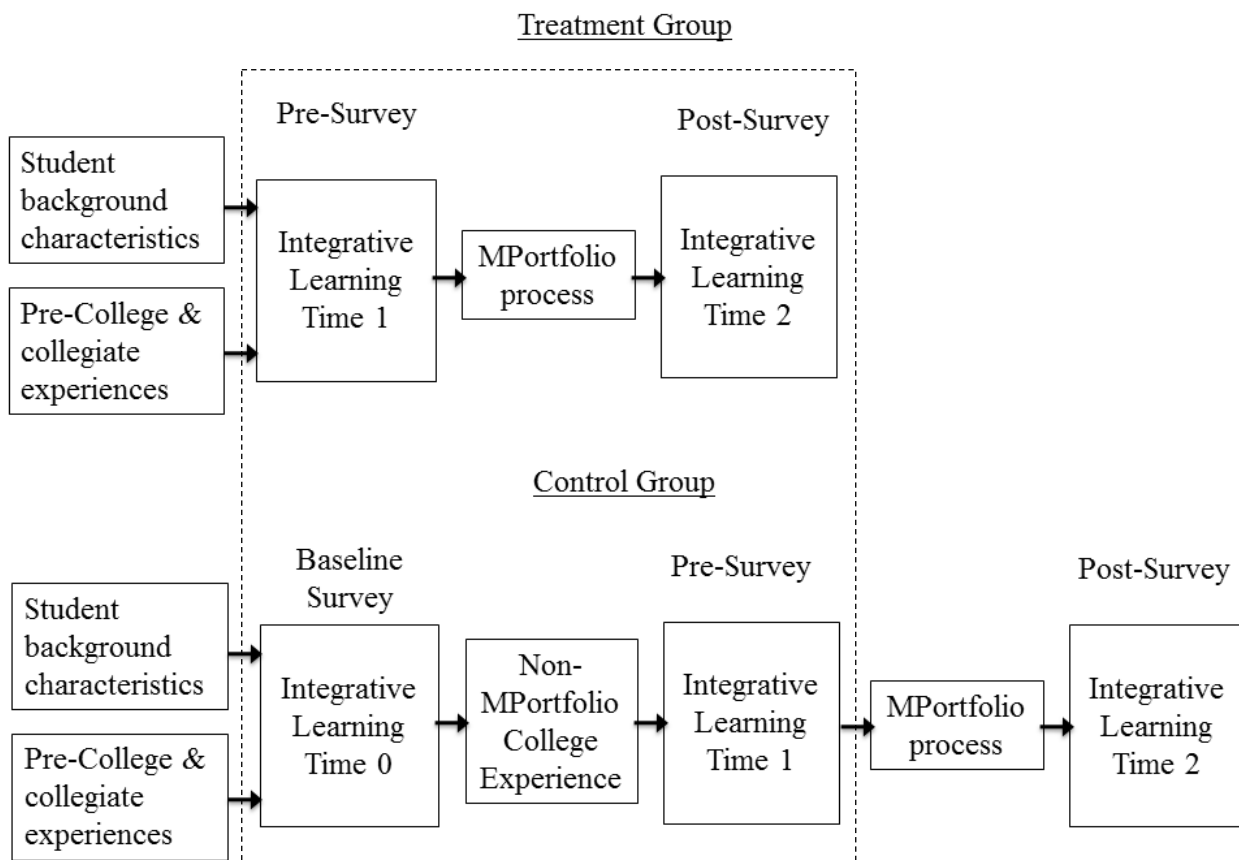 Treatment Group
Pre-Survey
Post-Survey
Student
background
characteristics
Pre-College &
collegiate
experiences
Integrative
Learning
Time 1
MPortfolio
process
Integrative
Learning
Time 2
Control Group
Baseline
Survey
Pre-Survey
Post-Survey
Student
background
characteristics
Pre-College &
collegiate
experiences
Integrative
Learning
Time 0
Non-
MPortfolio
College
Experience
Integrative
Learning
Time 1
MPortfolio
process
Integrative
Learning
Time 2